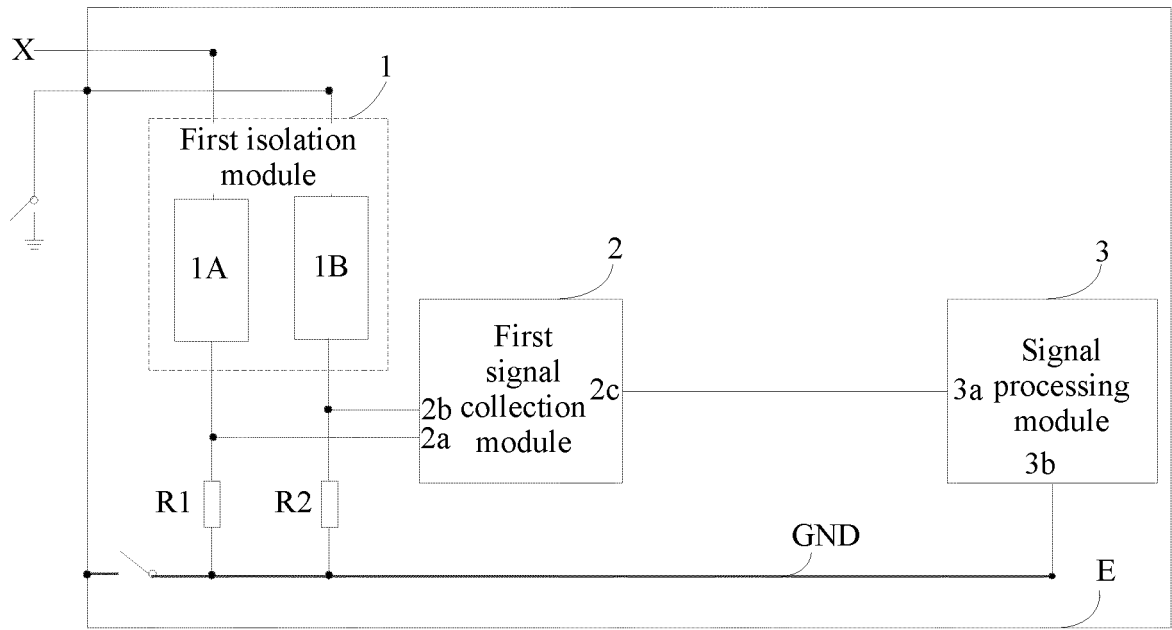 X
1
First isolation
module
1A
1B
2
3
First
signal
collection
module
2b
2a
2c
3a
Signal
processing
module
3b
R1
R2
GND
E